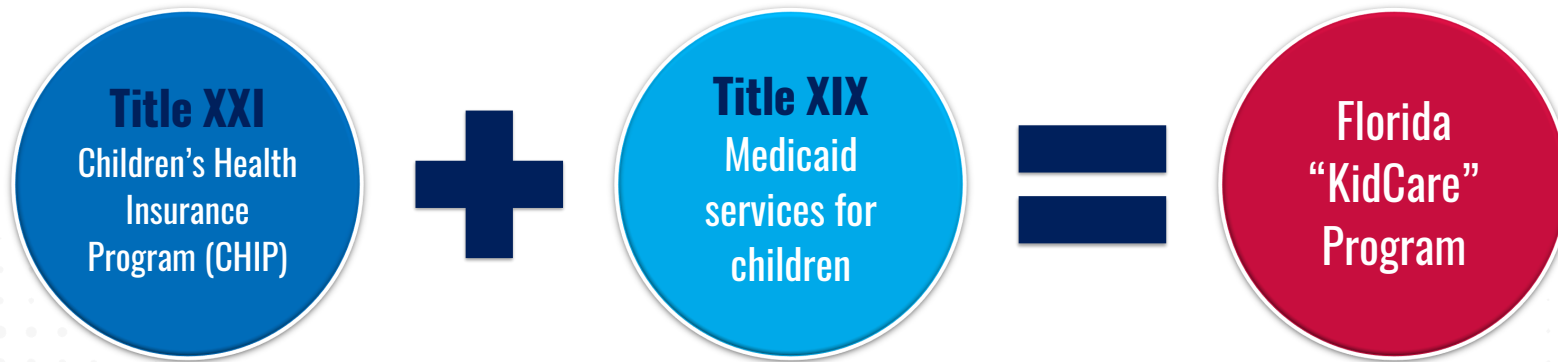 Title XXI
Children’s Health
Insurance
Program (CHIP)
Title XIX
Medicaid
services for
children
Florida
“KidCare”
Program